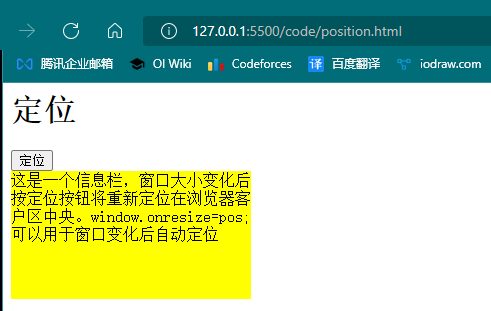 127.0.0.1:5500/code/position.html
腾讯企业邮箱 OI Wiki Codeforces 译 百度翻译 iodraw.com
定位
定位
这是一个信息栏，窗口大小变化后
按定位按钮将重新定位在浏览器客
户区中央。window.onresize=pos;
可以用于窗口变化后自动定位